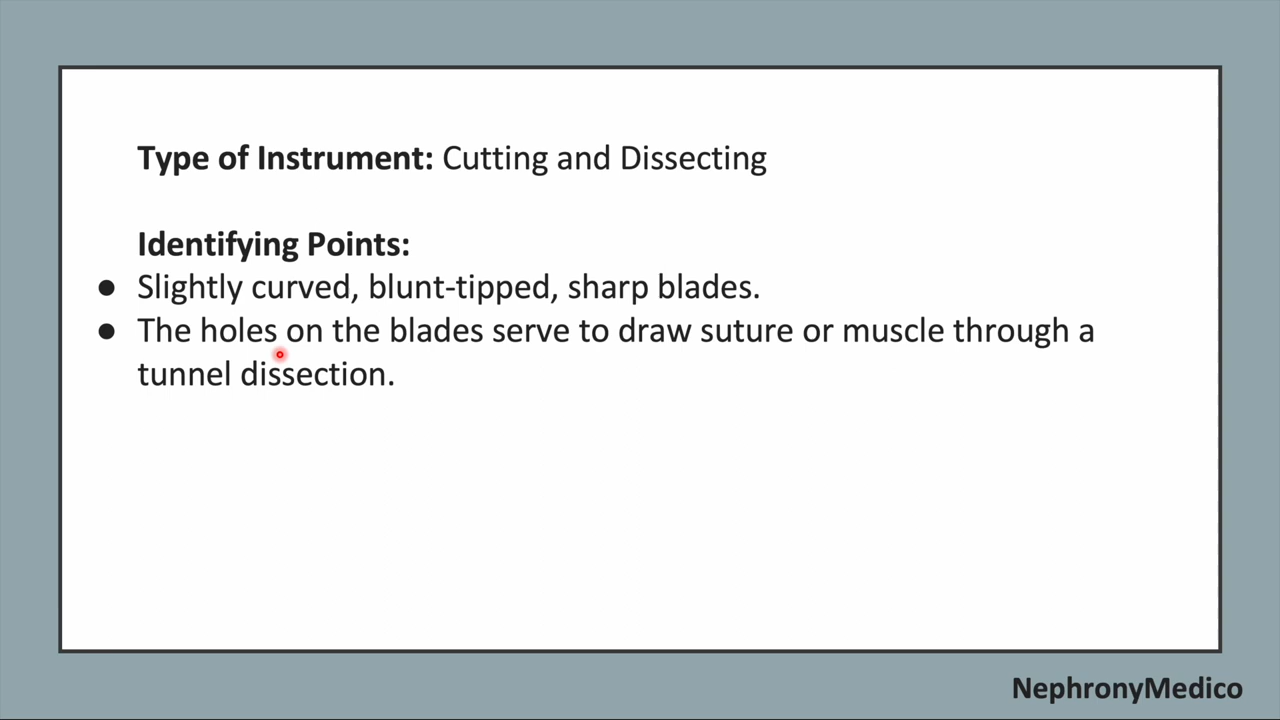 Type of Instrument: Cutting and Dissecting
Identifying Points:
● Slightly curved, blunt-tipped, sharp blades.
● The holes on the blades serve to draw suture or muscle through a
tunnel dissection.
NephronyMedico